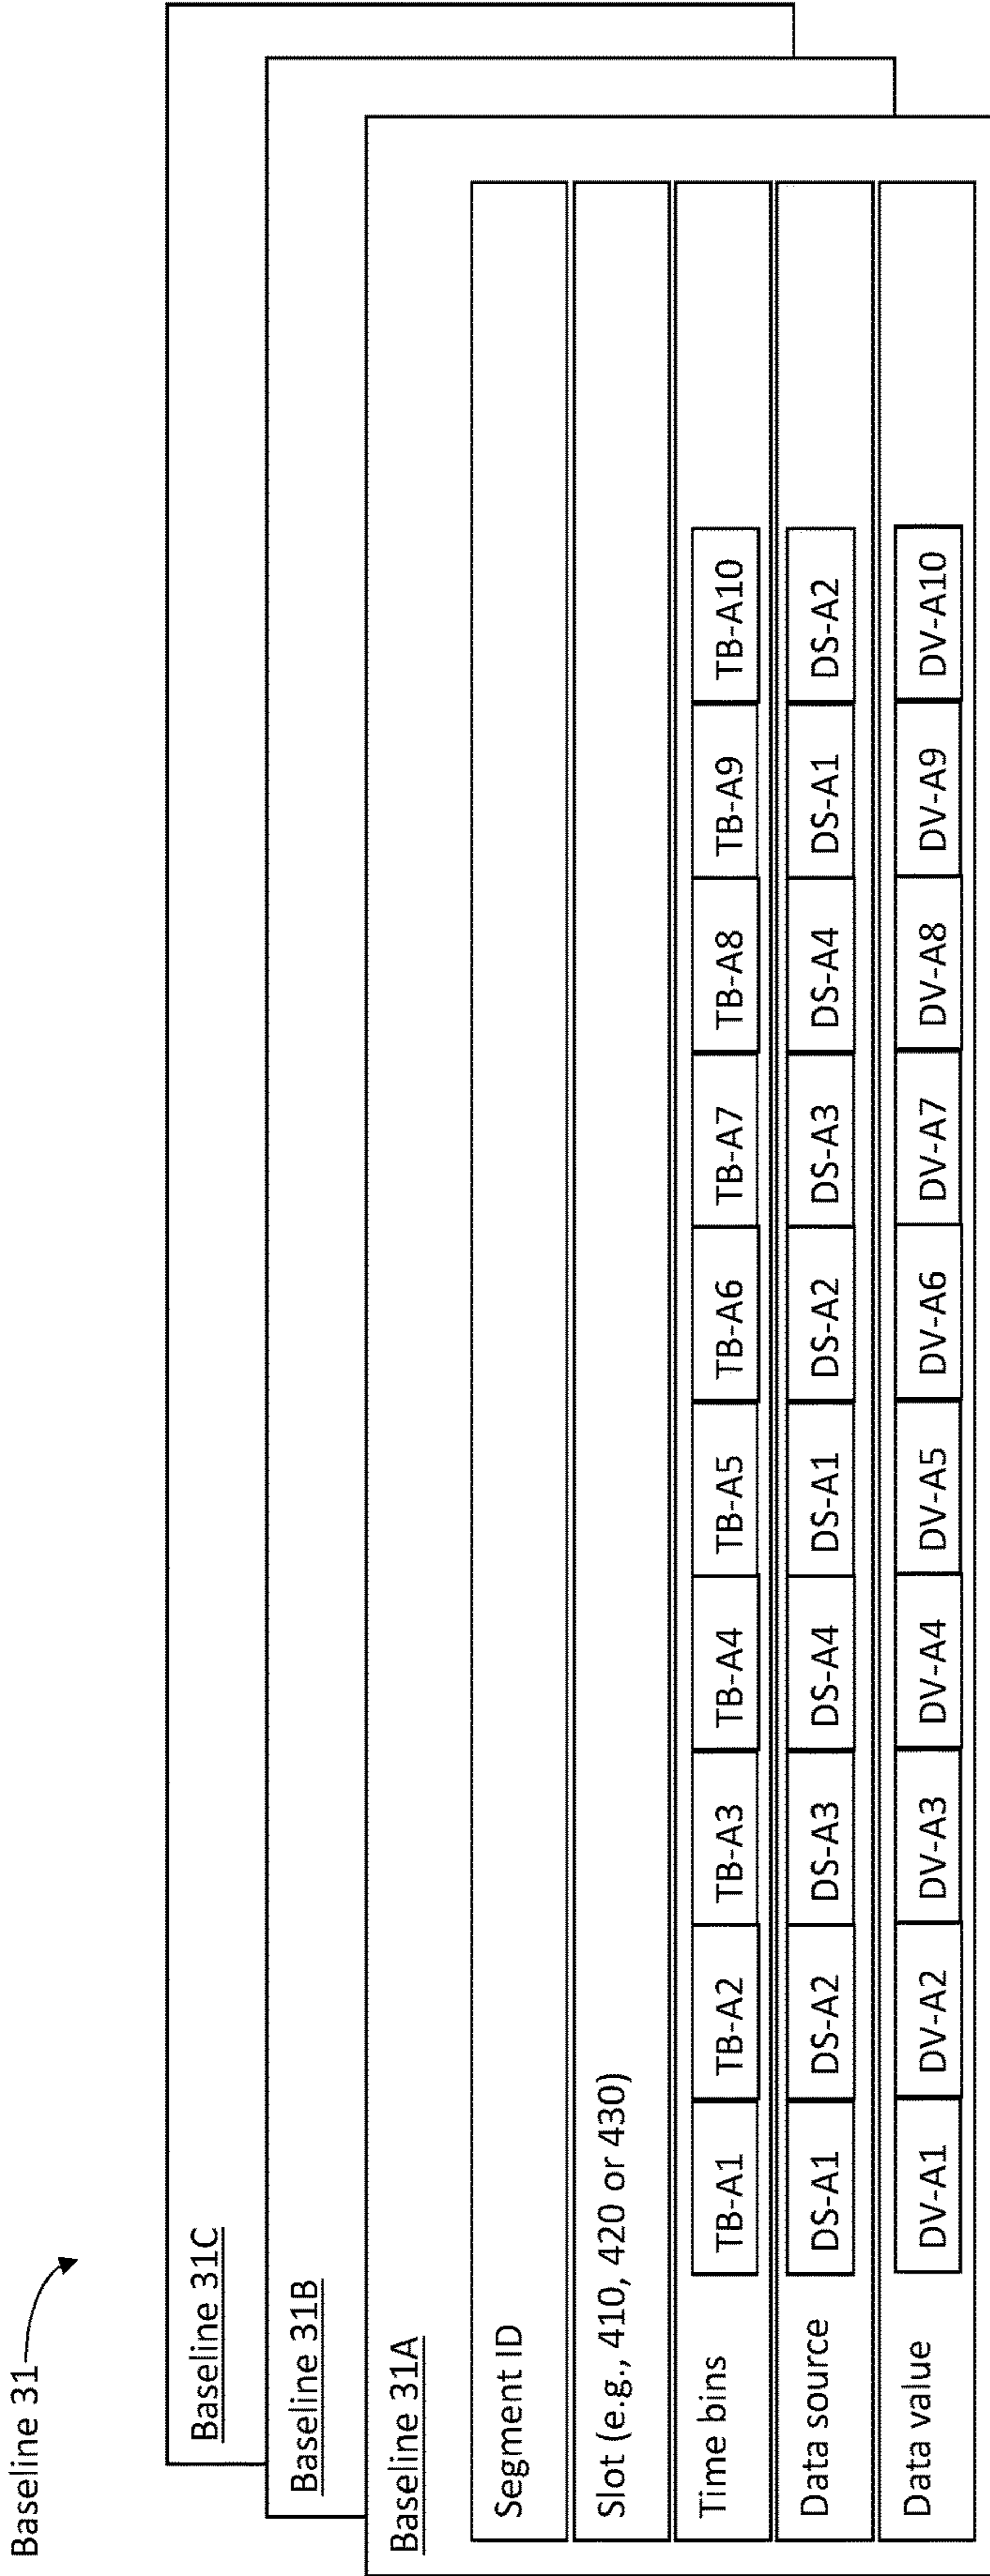 Baseline 31
Baseline 31C
Baseline 31B
Baseline 31A
Segment ID
Slot (e.g., 410, 420 or 430)
Time bins TB-A1 TB-A2 TB-A3 TB-A4 TB-A5 TB-A6 TB-A7 TB-A8 TB-A9 TB-A10
Data source DS-A1 DS-A2 DS-A3 DS-A4 DS-A1 DS-A2 DS-A3 DS-A4 DS-A1 DS-A2
Data value DV-A1 DV-A2 DV-A3 DV-A4 DV-A5 DV-A6 DV-A7 DV-A8 DV-A9 DV-A10